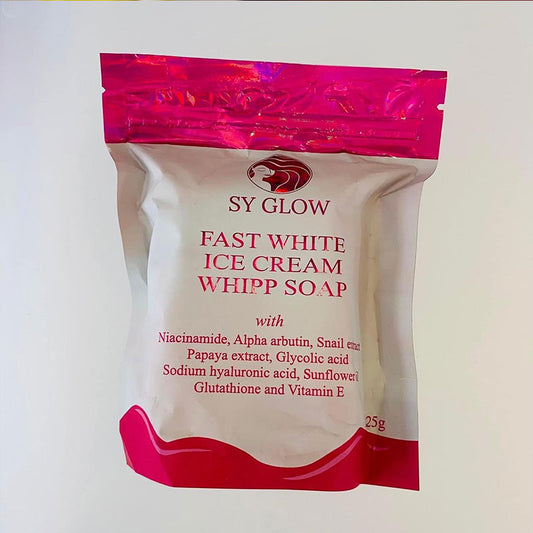 SY GLOW
FAST WHITE
ICE CREAM
WHIPP SOAP
with
Niacinamide, Alpha arbutin, Snail extract
Papaya extract, Glycolic acid
Sodium hyaluronic acid, Sunflower
Glutathione and Vitamin E
25g